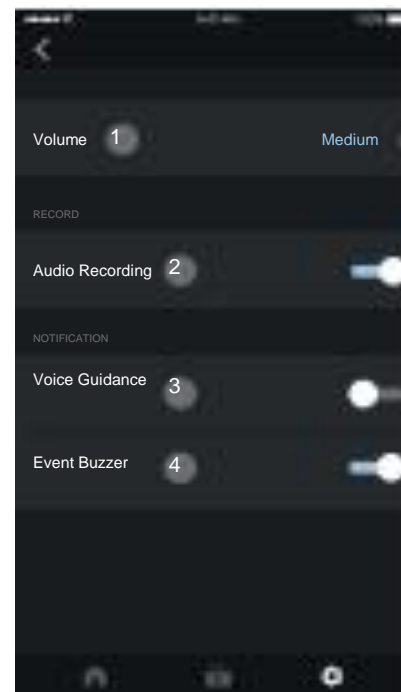 Volume 1 Medium
RECORD
Audio Recording 2
NOTIFICATION
Voice Guidance 3
Event Buzzer 4